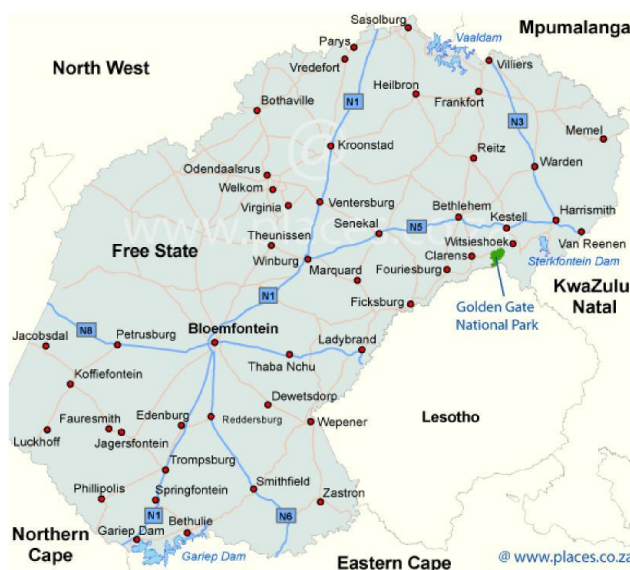 Sasolburg
Mpumalanga
Vaaldam
Parys
Villiers
North West
Vredefort
Heilbron
Frankfort
Bothaville
N1
N3
Memel
@
Kroonstad
Reitz
Warden
Odendaalsrus
Welkom
Virginia
Ventersburg
Bethlehem
Kestell
Harrismith
www.places.co.za
Senekal
N5
Witsieshoek
Van Reenen
Theunissen
Free State
Winburg
Clarens
Marquard
Fouriesburg
Sterkfontein Dam
KwaZulu
Natal
N1
Ficksburg
Golden Gate
National Park
N8
Bloemfontein
Jacobsdal
Petrusburg
Ladybrand
Thaba Nchu
Koffiefontein
Dewetsdorp
Fauresmith
Edenburg
Reddersburg
Wepener
Lesotho
Luckhoff
Jagersfontein
Trompsburg
Smithfield
Phillipolis
Springfontein
Zastron
N1
N6
Northern
Cape
Gariep Dam
Bethulie
Gariep Dam
Eastern Cape
@ www.places.co.za